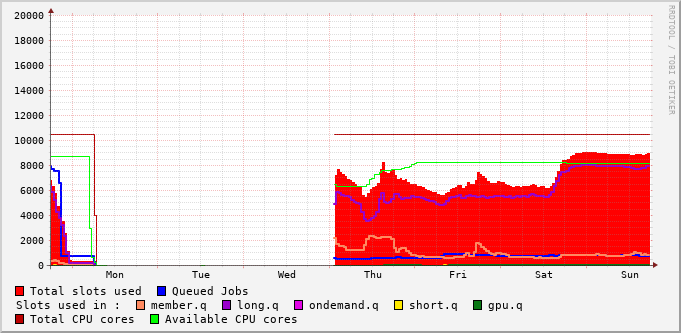 RRDTOOL / TOBI OETIKER
20000
18000
16000
14000
12000
10000
8000
6000
4000
2000
0
Mon Tue Wed Thu Fri Sat Sun
Total slots used Queued Jobs
Slots used in : member.q long.q ondemand.q short.q gpu.q
Total CPU cores Available CPU cores